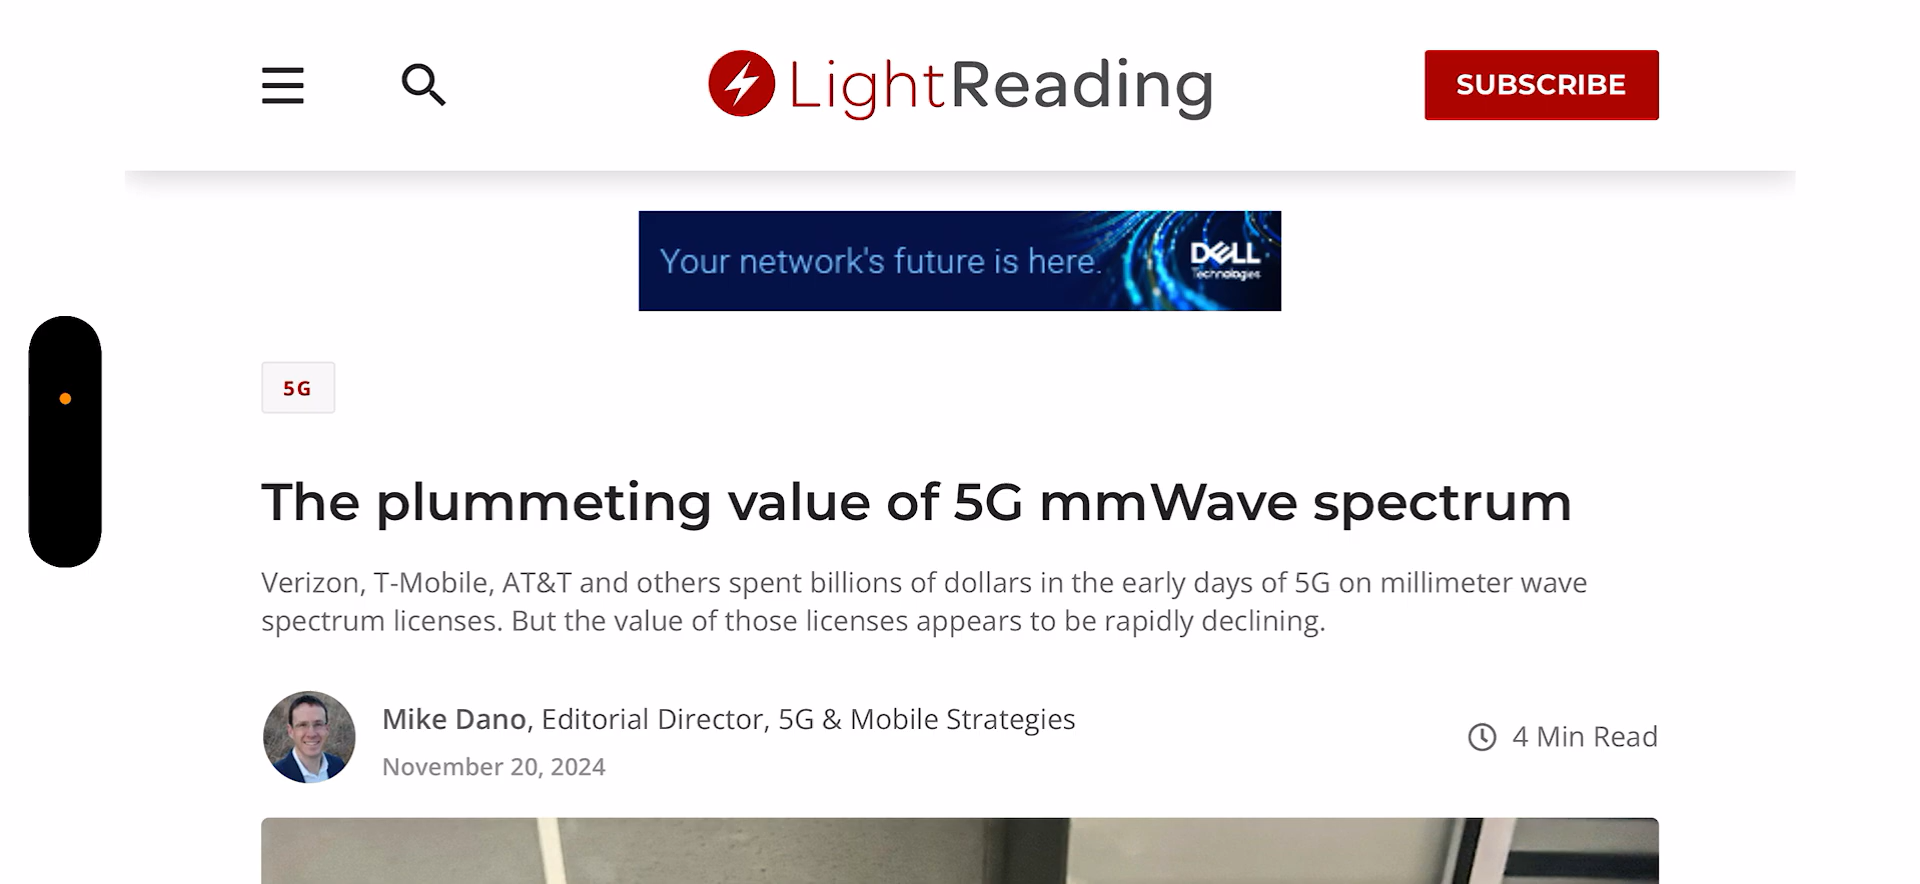 LightReading
SUBSCRIBE
Your network's future is here.
DELL
Technologies
5G
The plummeting value of 5G mmWave spectrum
Verizon, T-Mobile, AT&T and others spent billions of dollars in the early days of 5G on millimeter wave
spectrum licenses. But the value of those licenses appears to be rapidly declining.
Mike Dano, Editorial Director, 5G & Mobile Strategies
4 Min Read
November 20, 2024